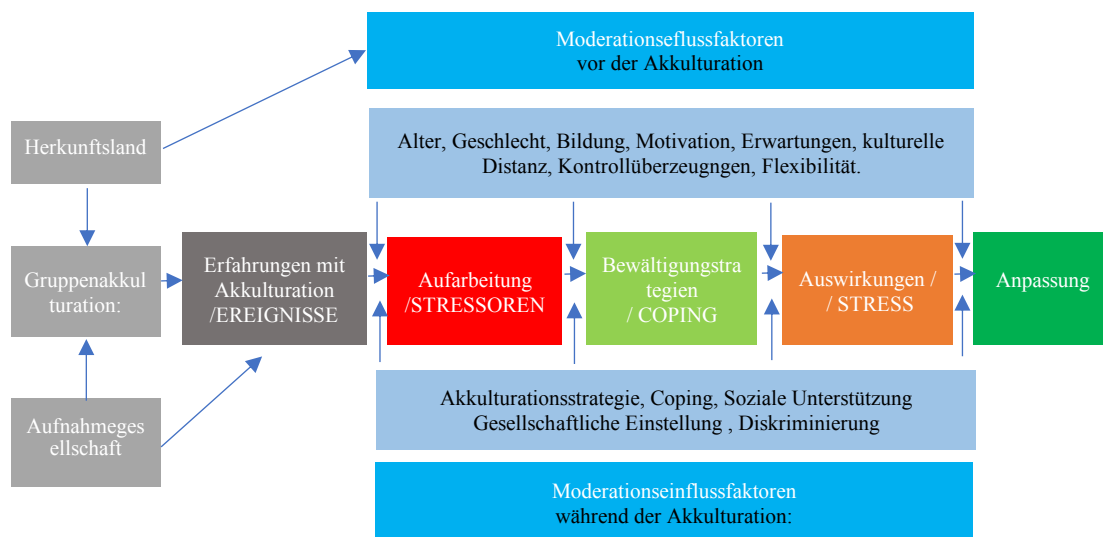 Moderationseflussfaktoren
vor der Akkulturation
Herkunftsland
Alter, Geschlecht, Bildung, Motivation, Erwartungen, kulturelle
Distanz, Kontrollüberzeugngen, Flexibilität.
Gruppenakkul
turation:
Erfahrungen mit
Akkulturation
/EREIGNISSE
Aufarbeitung
/STRESSOREN
Bewältigungstra
tegien
/ COPING
Auswirkungen /
/ STRESS
Anpassung
Aufnahmeges
ellschaft
Akkulturationsstrategie, Coping, Soziale Unterstützung
Gesellschaftliche Einstellung , Diskriminierung
Moderationseinflussfaktoren
während der Akkulturation: